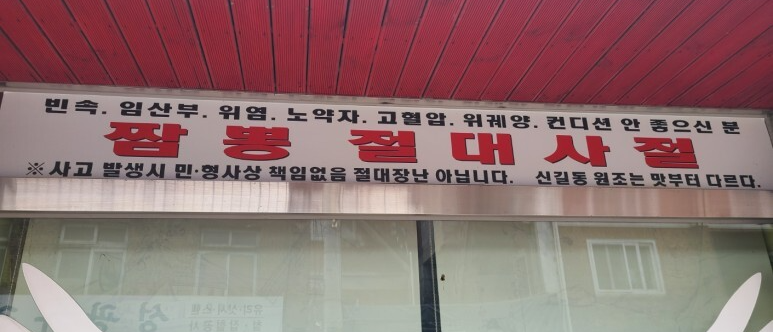 빈속. 임산부. 위염. 노약자. 고혈압. 위궤양. 컨디션 안 좋으신 분
짬뽕 절대사절
※사고 발생시 민·형사상 책임없음 절대장난 아닙니다. 신길동 원조는 맛부터 다르다.